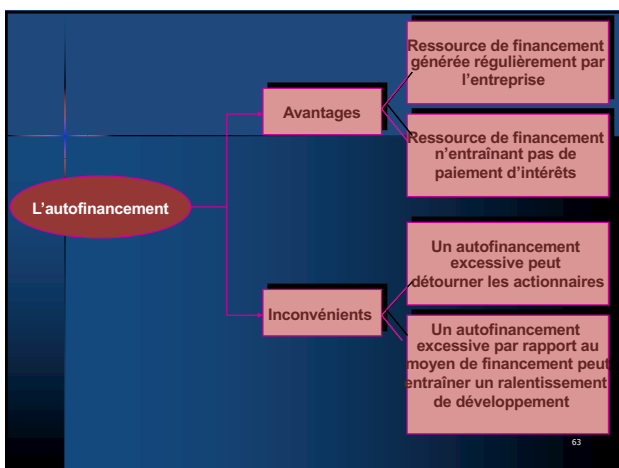 L'autofinancement
Avantages
Ressource de financement
générée régulièrement par
l'entreprise
Ressource de financement
n'entraînant pas de
paiement d'intérêts
Inconvénients
Un autofinancement
excessive peut
détourner les actionnaires
Un autofinancement
excessive par rapport au
moyen de financement peut
entraîner un ralentissement
de développement
63